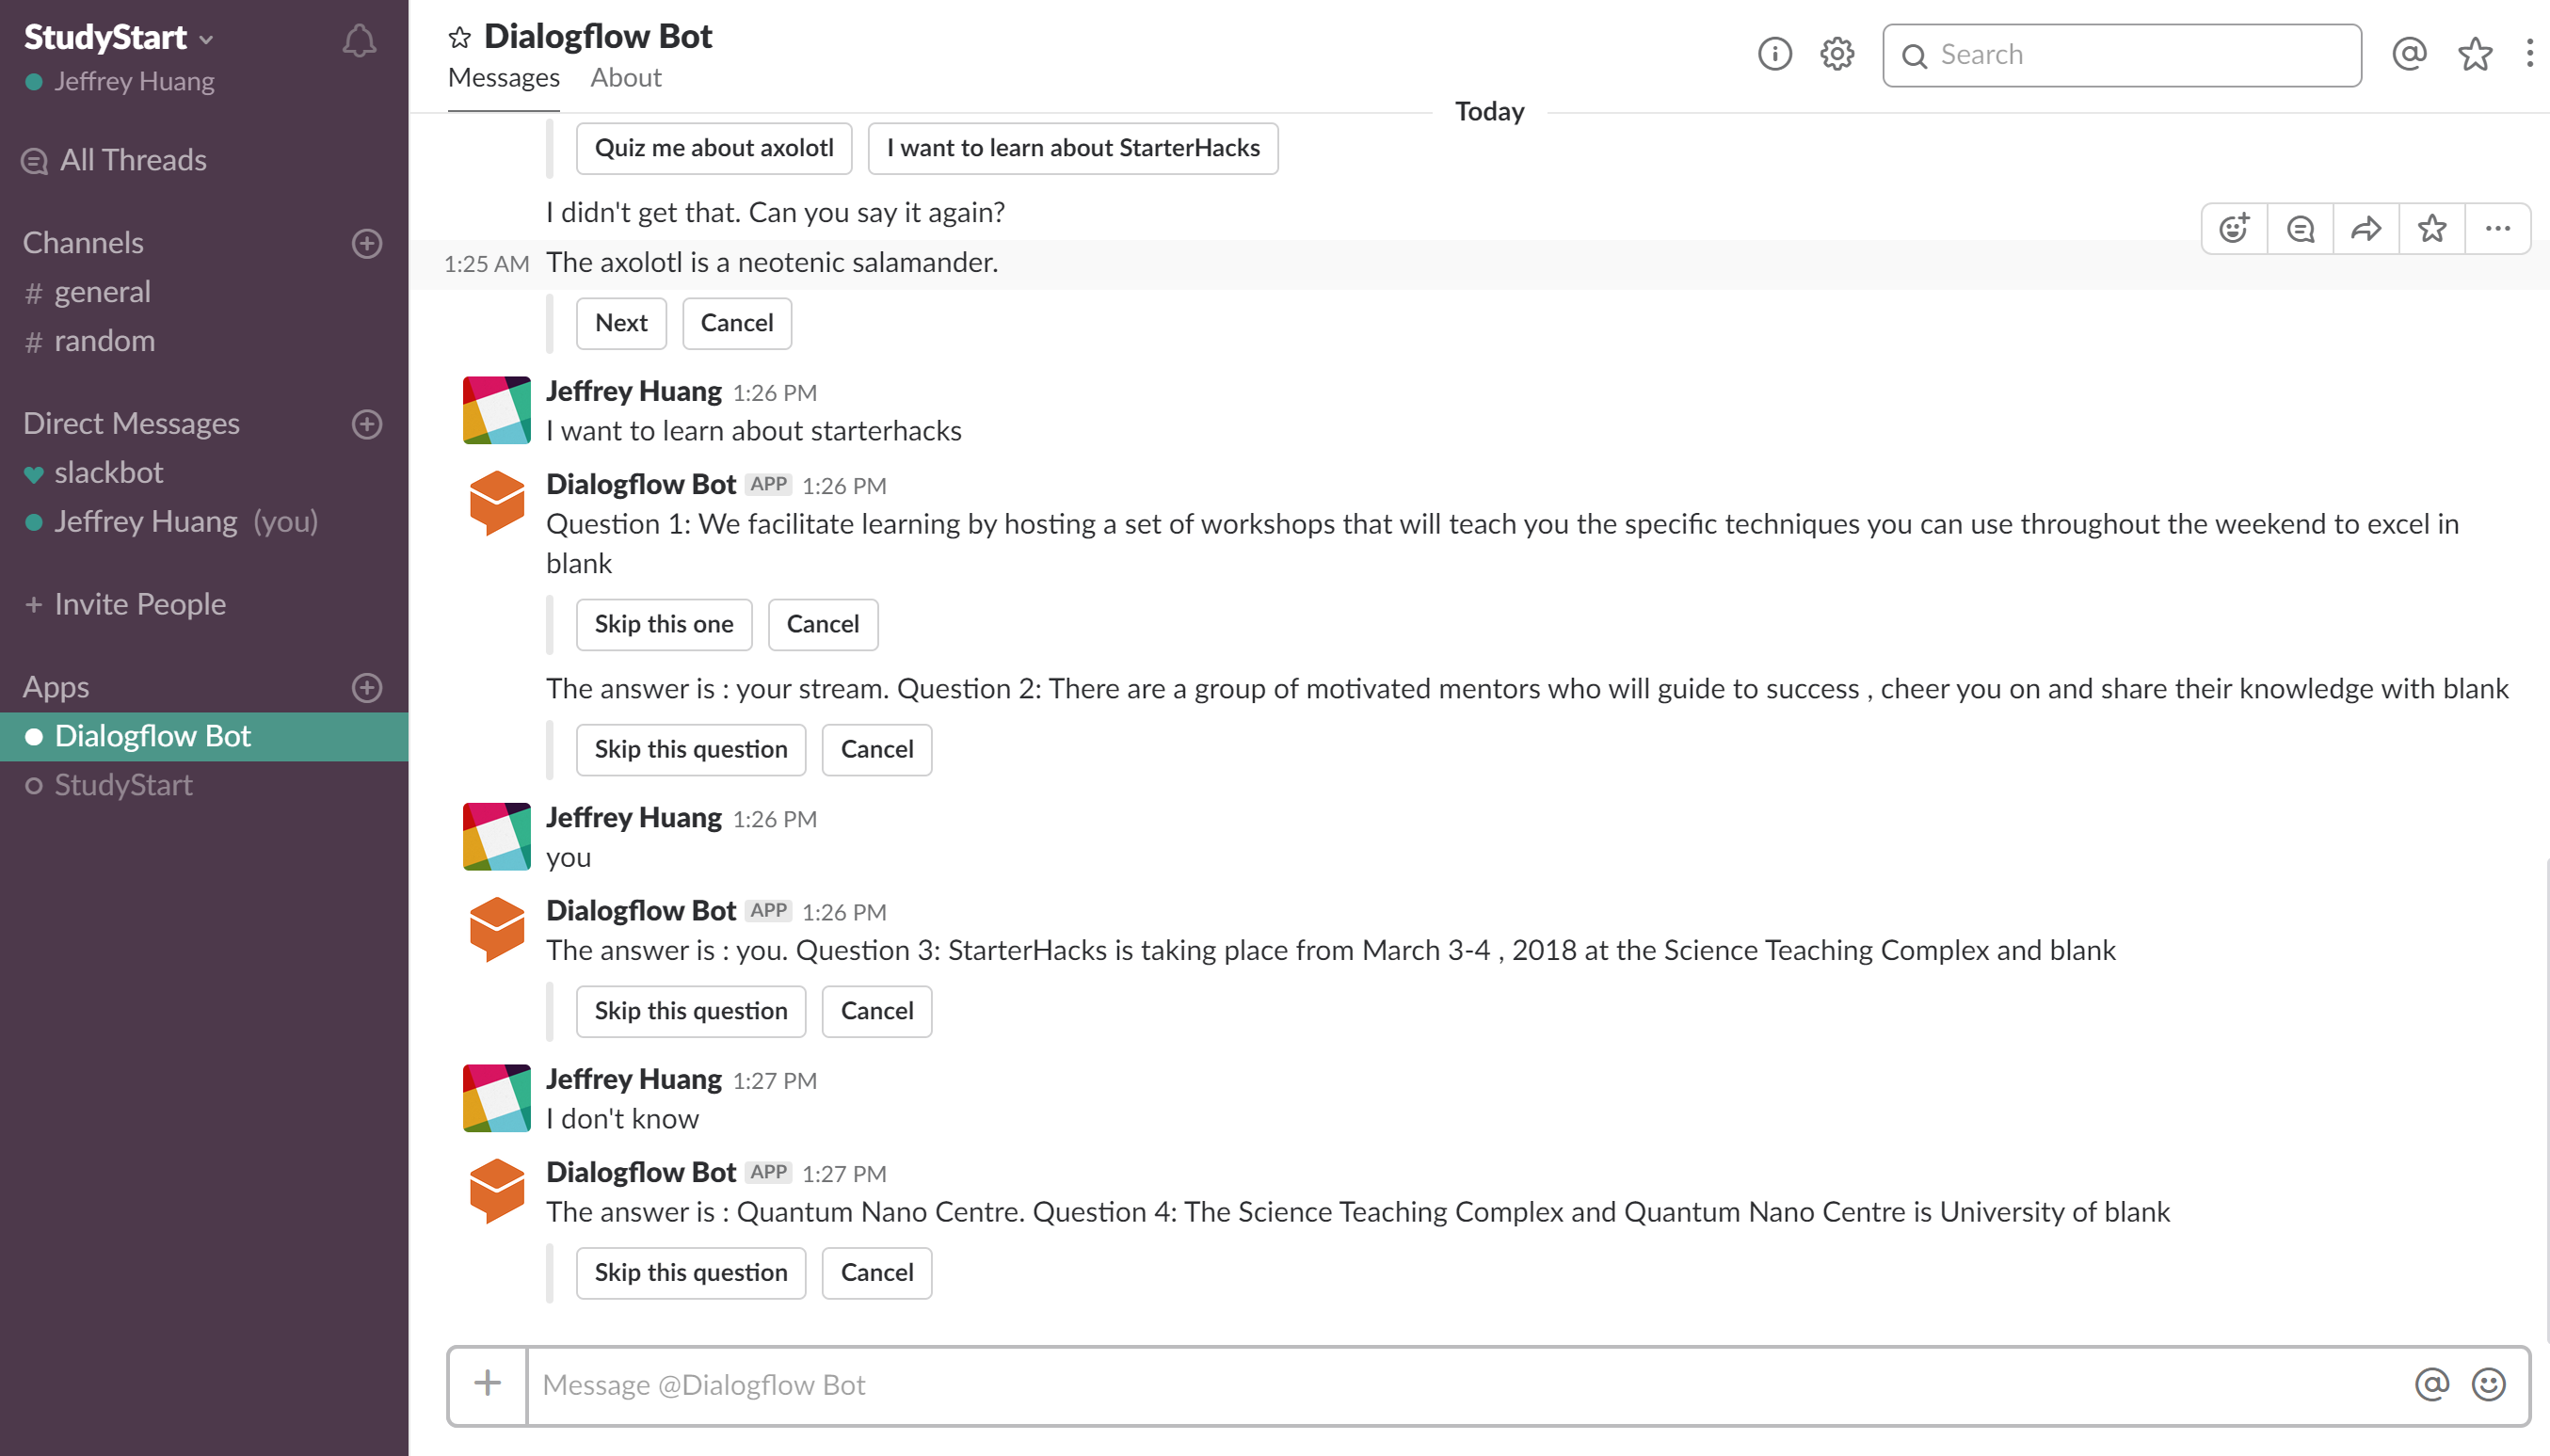 StudyStart
Jeffrey Huang
All Threads
Channels
# general
# random
Direct Messages
slackbot
Jeffrey Huang (you)
+ Invite People
Apps
Dialogflow Bot
StudyStart
Dialogflow Bot
Messages About
Search
Today
Quiz me about axolotl I want to learn about StarterHacks
I didn't get that. Can you say it again?
1:25 AM The axolotl is a neotenic salamander.
Next Cancel
Jeffrey Huang 1:26 PM
I want to learn about starterhacks
Dialogflow Bot APP 1:26 PM
Question 1: We facilitate learning by hosting a set of workshops that will teach you the specific techniques you can use throughout the weekend to excel in
blank
Skip this one Cancel
The answer is : your stream. Question 2: There are a group of motivated mentors who will guide to success , cheer you on and share their knowledge with blank
Skip this question Cancel
Jeffrey Huang 1:26 PM
you
Dialogflow Bot APP 1:26 PM
The answer is : you. Question 3: StarterHacks is taking place from March 3-4 , 2018 at the Science Teaching Complex and blank
Skip this question Cancel
Jeffrey Huang 1:27 PM
I don't know
Dialogflow Bot APP 1:27 PM
The answer is : Quantum Nano Centre. Question 4: The Science Teaching Complex and Quantum Nano Centre is University of blank
Skip this question Cancel
Message @Dialogflow Bot